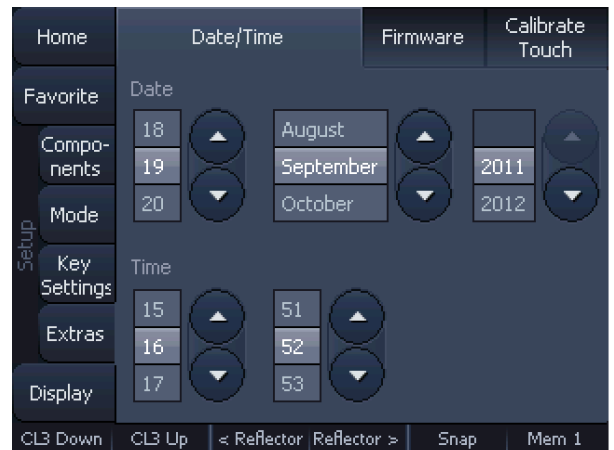 Home
Date/Time
Firmware
Calibrate
Touch
Favorite
Compo-
nents
Mode
Setup
Key
Settings
Extras
Display
Date
18
19
20
August
September
October
2011
2012
Time
15
16
17
51
52
53
CL3 Down
CL3 Up
< Reflector
Reflector >
Snap
Mem 1